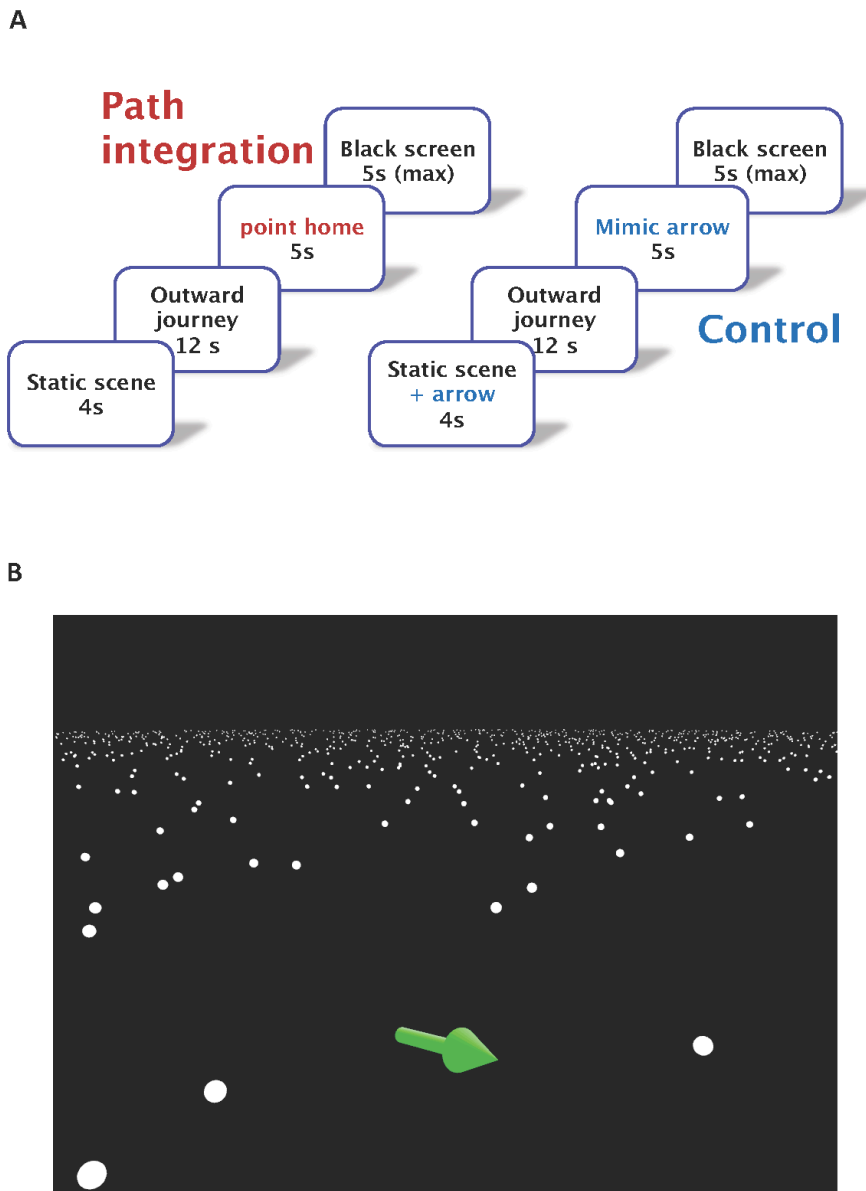 A
Path
integration
Black screen
5s (max)
point home
5s
Outward
journey
12 s
Static scene
4s
Black screen
5s (max)
Mimic arrow
5s
Outward
journey
12 s
Static scene
+ arrow
4s
Control
B